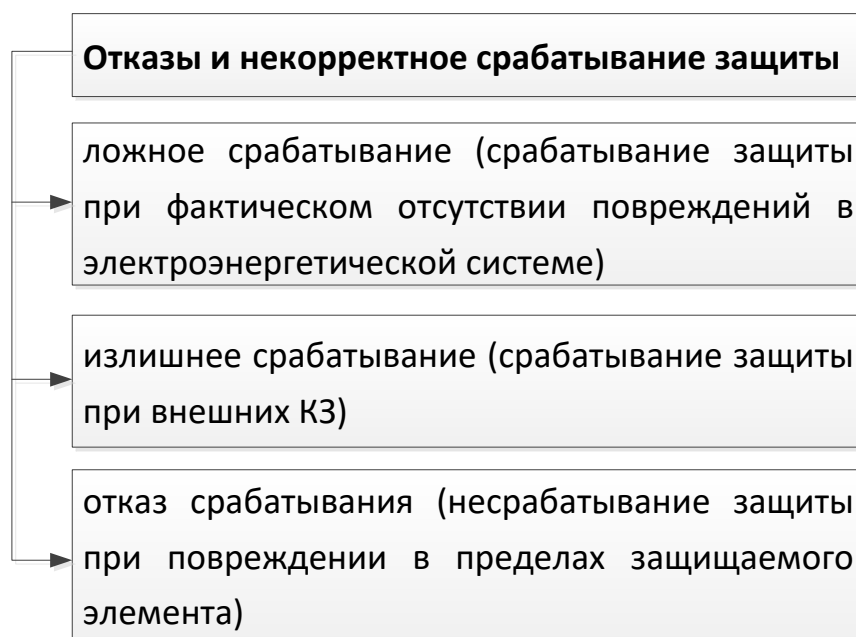 Отказы и некорректное срабатывание защиты
ложное срабатывание (срабатывание защиты
при фактическом отсутствии повреждений в
электроэнергетической системе)
излишнее срабатывание (срабатывание защиты
при внешних КЗ)
отказ срабатывания (несрабатывание защиты
при повреждении в пределах защищаемого
элемента)